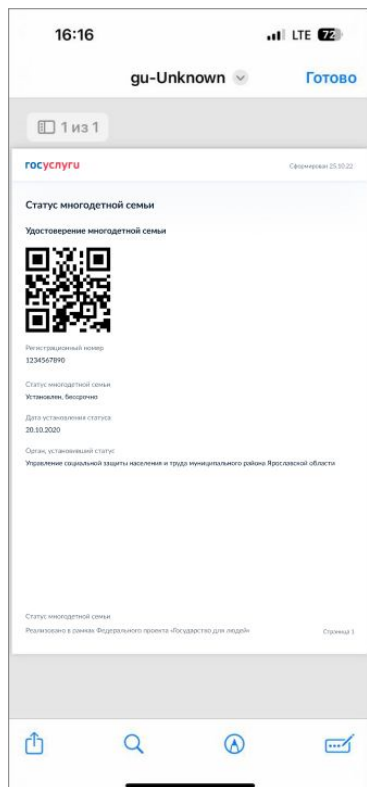 16:16
LTE 72
gu-Unknown
Готово
1 из 1
госуслуги
Сформирован 25.10.22
Статус многодетной семьи
Удостоверение многодетной семьи
Регистрационный номер
1234567890
Статус многодетной семьи
Установлен, бессрочно
Дата установления статуса
20.10.2020
Орган, установивший статус
Управление социальной защиты населения и труда муниципального района Ярославской области
Статус многодетной семьи
Реализовано в рамках Федерального проекта «Государство для людей»
Страница 1